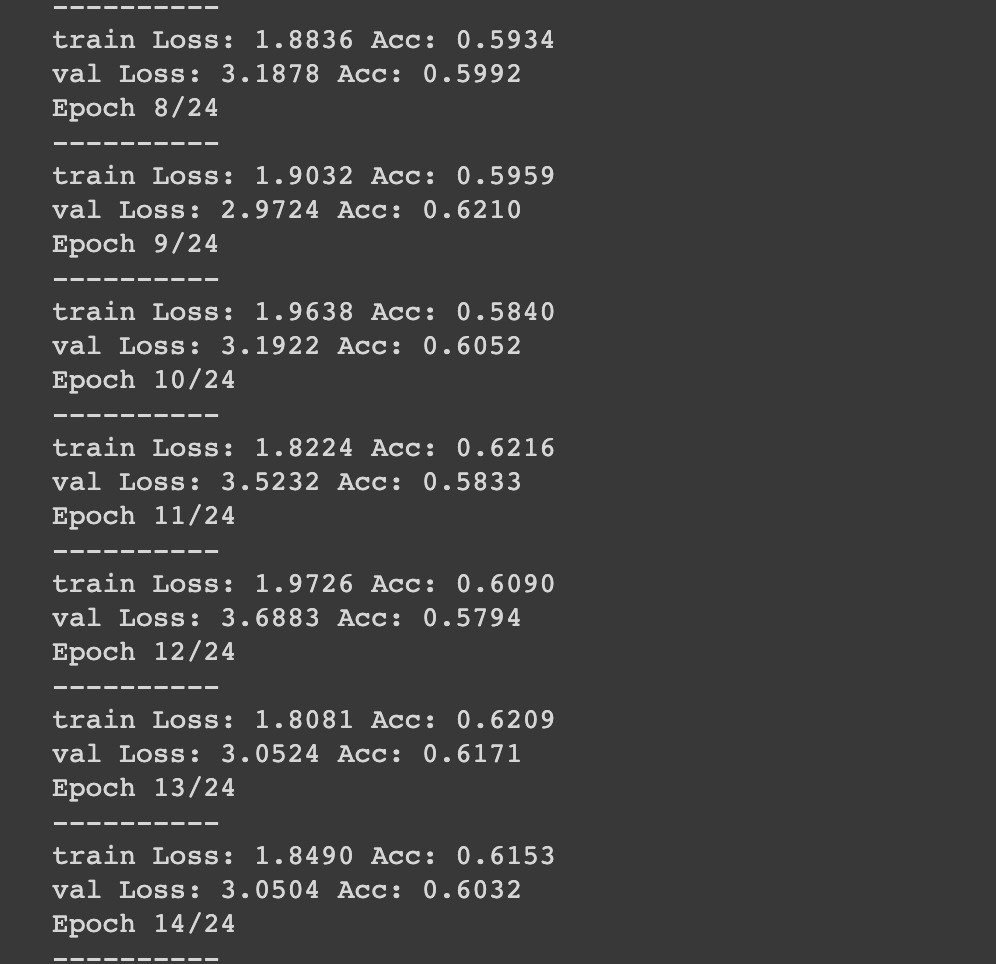 ----------
train Loss: 1.8836 Acc: 0.5934
val Loss: 3.1878 Acc: 0.5992
Epoch 8/24
----------
train Loss: 1.9032 Acc: 0.5959
val Loss: 2.9724 Acc: 0.6210
Epoch 9/24
----------
train Loss: 1.9638 Acc: 0.5840
val Loss: 3.1922 Acc: 0.6052
Epoch 10/24
----------
train Loss: 1.8224 Acc: 0.6216
val Loss: 3.5232 Acc: 0.5833
Epoch 11/24
----------
train Loss: 1.9726 Acc: 0.6090
val Loss: 3.6883 Acc: 0.5794
Epoch 12/24
----------
train Loss: 1.8081 Acc: 0.6209
val Loss: 3.0524 Acc: 0.6171
Epoch 13/24
----------
train Loss: 1.8490 Acc: 0.6153
val Loss: 3.0504 Acc: 0.6032
Epoch 14/24
----------